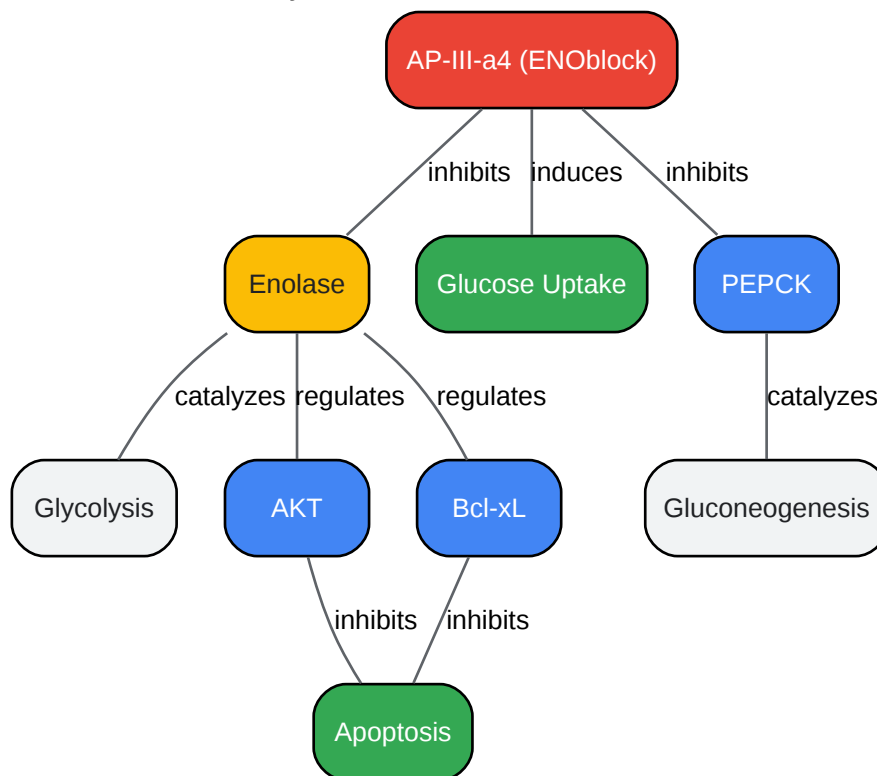 AP-III-a4 (ENOblock)
inhibits
induces
inhibits
Enolase
Glucose Uptake
PEPCK
catalyzes
regulates
regulates
catalyzes
Glycolysis
AKT
Bcl-xL
Gluconeogenesis
inhibits
inhibits
Apoptosis